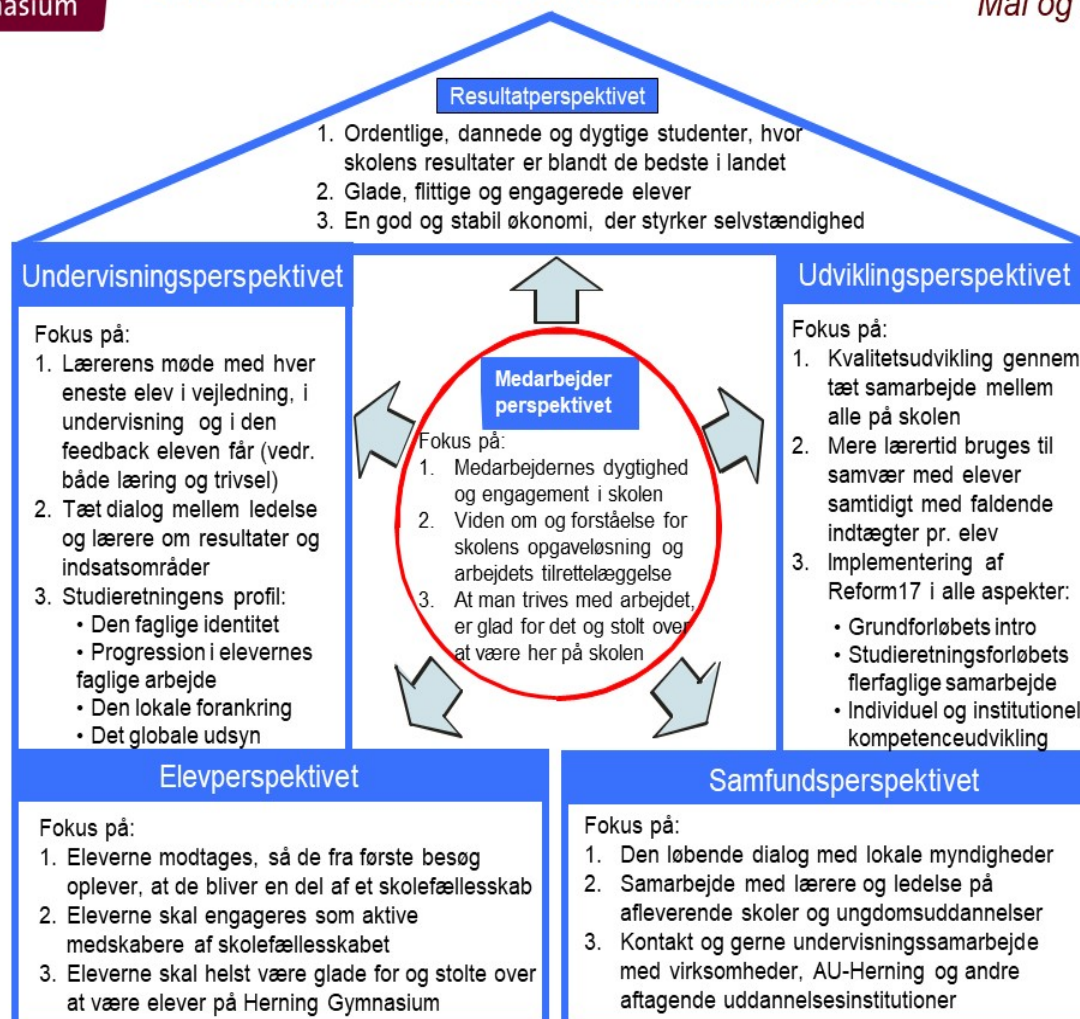 Mål og
Resultatperspektivet
1. Ordentlige, dannede og dygtige studenter, hvor
skolens resultater er blandt de bedste i landet
2. Glade, flittige og engagerede elever
3. En god og stabil økonomi, der styrker selvstændighed
Undervisningsperspektivet
Fokus på:
1. Lærerens møde med hver
eneste elev i vejledning, i
undervisning og i den
feedback eleven får (vedr.
både læring og trivsel)
2. Tæt dialog mellem ledelse
og lærere om resultater og
indsatsområder
3. Studieretningens profil:
• Den faglige identitet
• Progression i elevernes
faglige arbejde
• Den lokale forankring
• Det globale udsyn
Medarbejder
perspektivet
Fokus på:
1. Medarbejdernes dygtighed
og engagement i skolen
2. Viden om og forståelse for
skolens opgaveløsning og
arbejdets tilrettelæggelse
3. At man trives med arbejdet,
er glad for det og stolt over
at være her på skolen
Udviklingsperspektivet
Fokus på:
1. Kvalitetsudvikling gennem
tæt samarbejde mellem
alle på skolen
2. Mere lærertid bruges til
samvær med elever
samtidigt med faldende
indtægter pr. elev
3. Implementering af
Reform17 i alle aspekter:
• Grundforløbets intro
• Studieretningsforløbets
flerfaglige samarbejde
• Individuel og institutionel
kompetenceudvikling
Elevperspektivet
Fokus på:
1. Eleverne modtages, så de fra første besøg
oplever, at de bliver en del af et skolefællesskab
2. Eleverne skal engageres som aktive
medskabere af skolefællesskabet
3. Eleverne skal helst være glade for og stolte over
at være elever på Herning Gymnasium
Samfundsperspektivet
Fokus på:
1. Den løbende dialog med lokale myndigheder
2. Samarbejde med lærere og ledelse på
afleverende skoler og ungdomsuddannelser
3. Kontakt og gerne undervisningssamarbejde
med virksomheder, AU-Herning og andre
aftagende uddannelsesinstitutioner